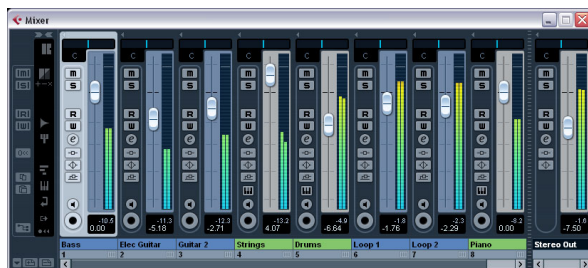 Mixer
C C C C C C C C
m m m m m m m m
S S S S S S S S
R R R R R R R R
W W W W W W W W
e e e e e e e e e
-10.5 -11.3 -12.3 -13.2 -4.9 -1.8 -2.3 -8.2 -1.6
0.00 -5.18 -2.71 4.07 -6.64 -1.76 -2.29 0.00 -7.50
Bass Elec Guitar Guitar 2 Strings Drums Loop 1 Loop 2 Piano Stereo Out
1 2 3 4 5 6 7 8